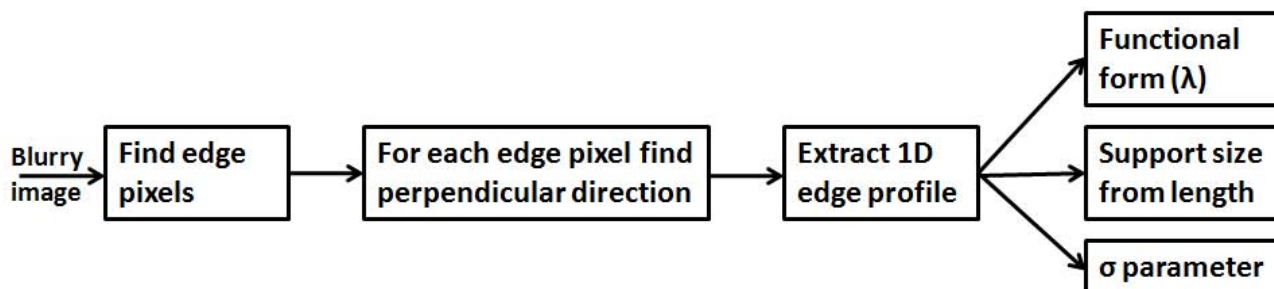 Blurry
image
Find edge
pixels
For each edge pixel find
perpendicular direction
Extract 1D
edge profile
Functional
form (λ)
Support size
from length
σ parameter